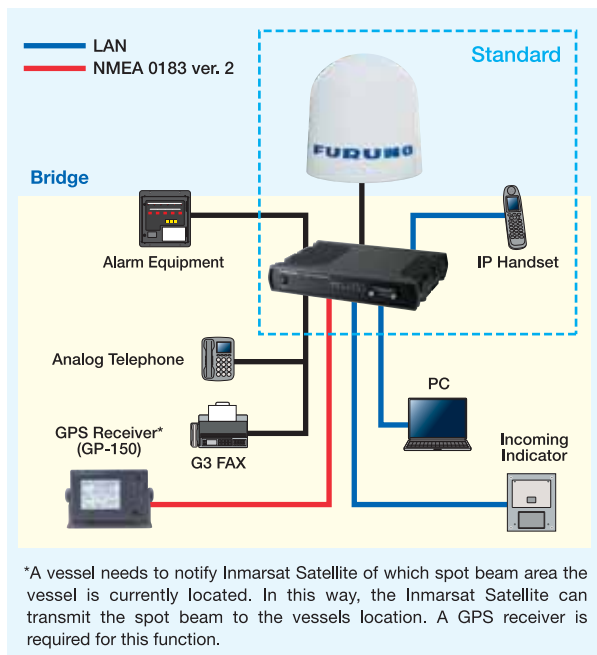 LAN
NMEA 0183 ver. 2
Standard
FURUNO
Bridge
Alarm Equipment
IP Handset
Analog Telephone
PC
GPS Receiver*
(GP-150)
G3 FAX
Incoming
Indicator
*A vessel needs to notify Inmarsat Satellite of which spot beam area the
vessel is currently located. In this way, the Inmarsat Satellite can
transmit the spot beam to the vessels location. A GPS receiver is
required for this function.